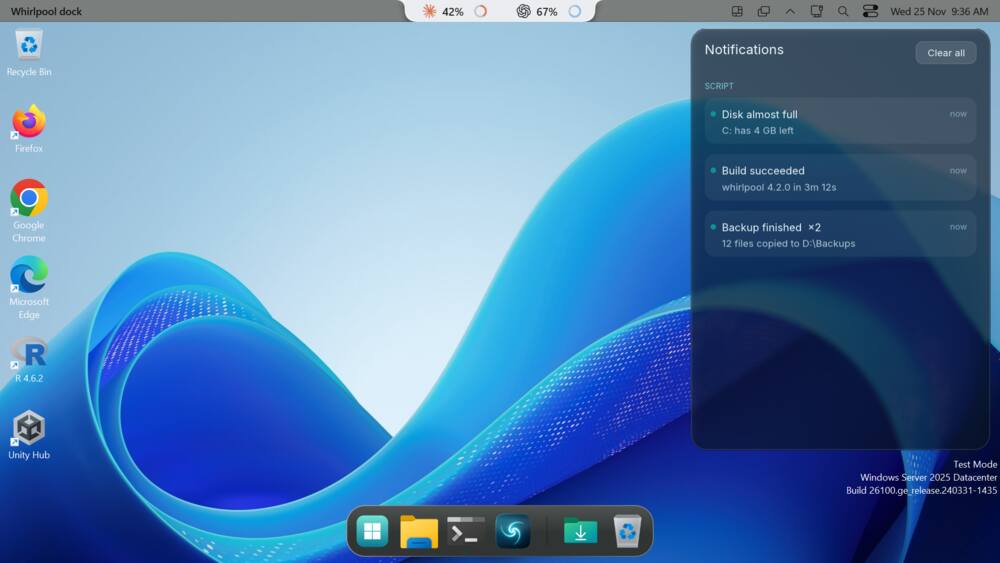 Whirlpool dock
42%
67%
Wed 25 Nov 9:36 AM
Recycle Bin
Firefox
Google
Chrome
Microsoft
Edge
R 4.6.2
Unity Hub
Notifications
Clear all
SCRIPT
Disk almost full
now
C: has 4 GB left
Build succeeded
now
whirlpool 4.2.0 in 3m 12s
Backup finished ×2
now
12 files copied to D:\Backups
Test Mode
Windows Server 2025 Datacenter
Build 26100.ge_release.240331-1435